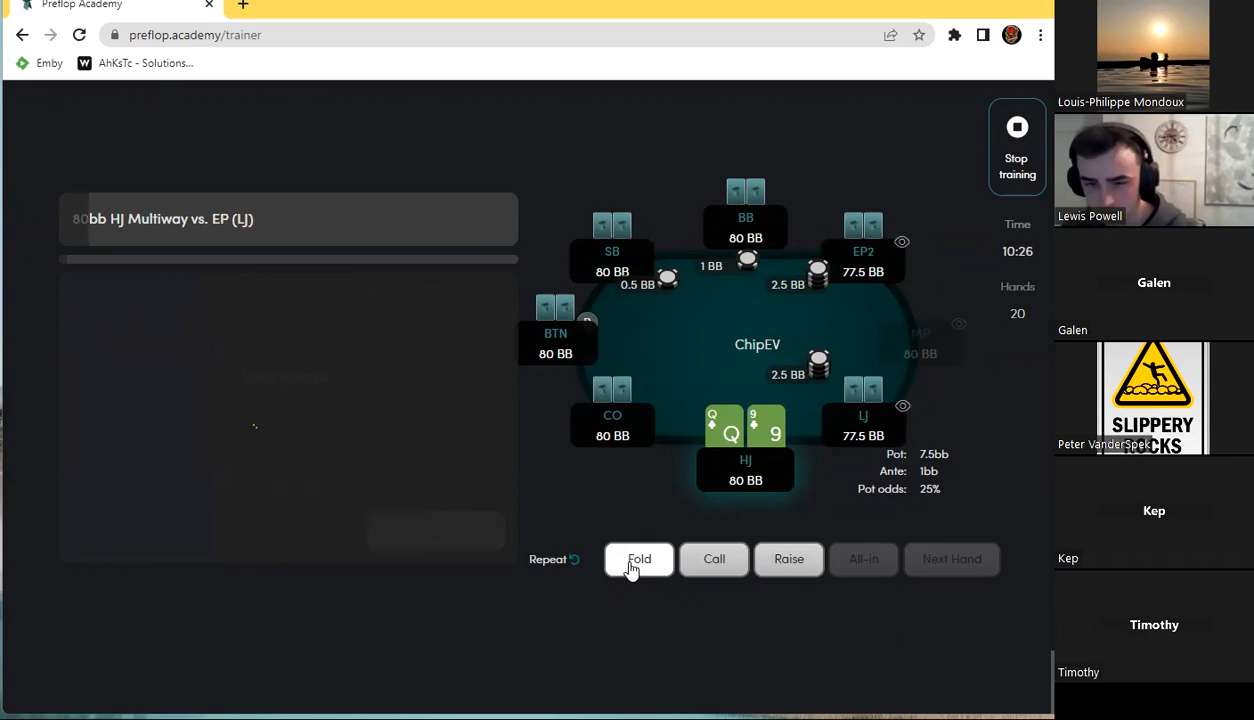 Preflop Academy
preflop.academy/trainer
Emby
AhKsTc - Solutions...
80bb HJ Multiway vs. EP (LJ)
Stop
training
Time
10:26
Hands
20
BB
80 BB
SB
80 BB
0.5 BB
1 BB
EP2
77.5 BB
2.5 BB
BTN
80 BB
MP
80 BB
ChipEV
2.5 BB
CO
80 BB
Q
Q
9
9
LJ
77.5 BB
HJ
80 BB
Pot: 7.5bb
Ante: 1bb
Pot odds: 25%
Repeat
Fold
Call
Raise
All-in
Next Hand
Louis-Philippe Mondoux
Lewis Powell
Galen
Galen
SLIPPERY
ROCKS
Peter VanderSpek
Kep
Kep
Timothy
Timothy